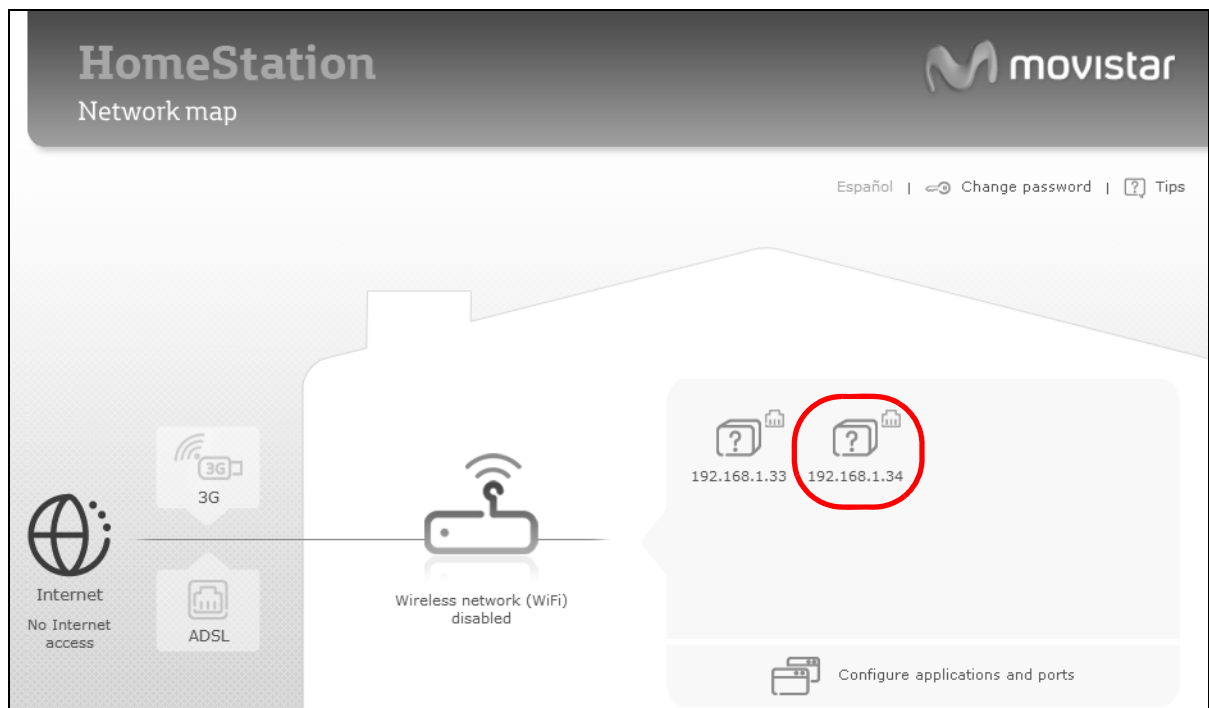 HomeStation
movistar
Network map
Español | Change password | ? Tips
? ?
192.168.1.33 192.168.1.34
3G
3G
Internet
No Internet
access
ADSL
Wireless network (WiFi)
disabled
Configure applications and ports